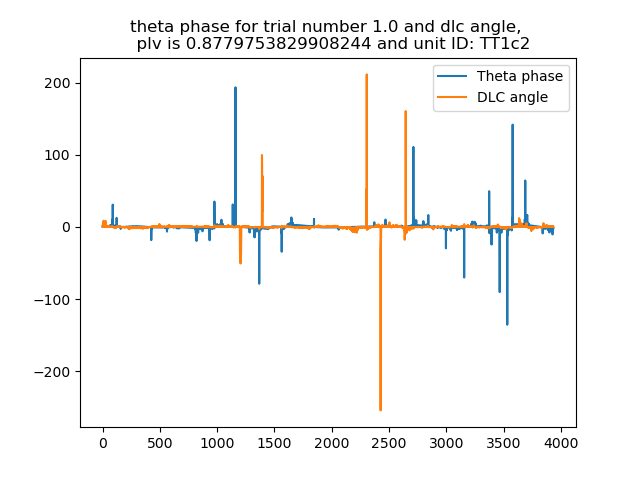 theta phase for trial number 1.0 and dlc angle,
plv is 0.8779753829908244 and unit ID: TT1c2
Theta phase
DLC angle
200
100
0
−100
−200
0 500 1000 1500 2000 2500 3000 3500 4000